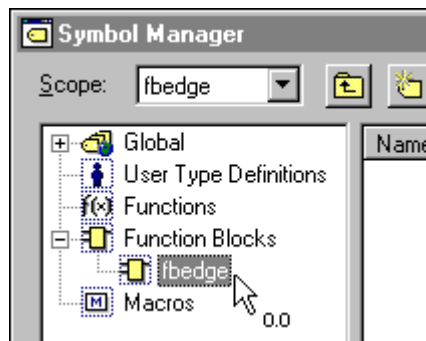 Symbol Manager
Scope: fbedge
Global Name
User Type Definitions
f(x) Functions
Function Blocks
fbedge
M Macros
0.0